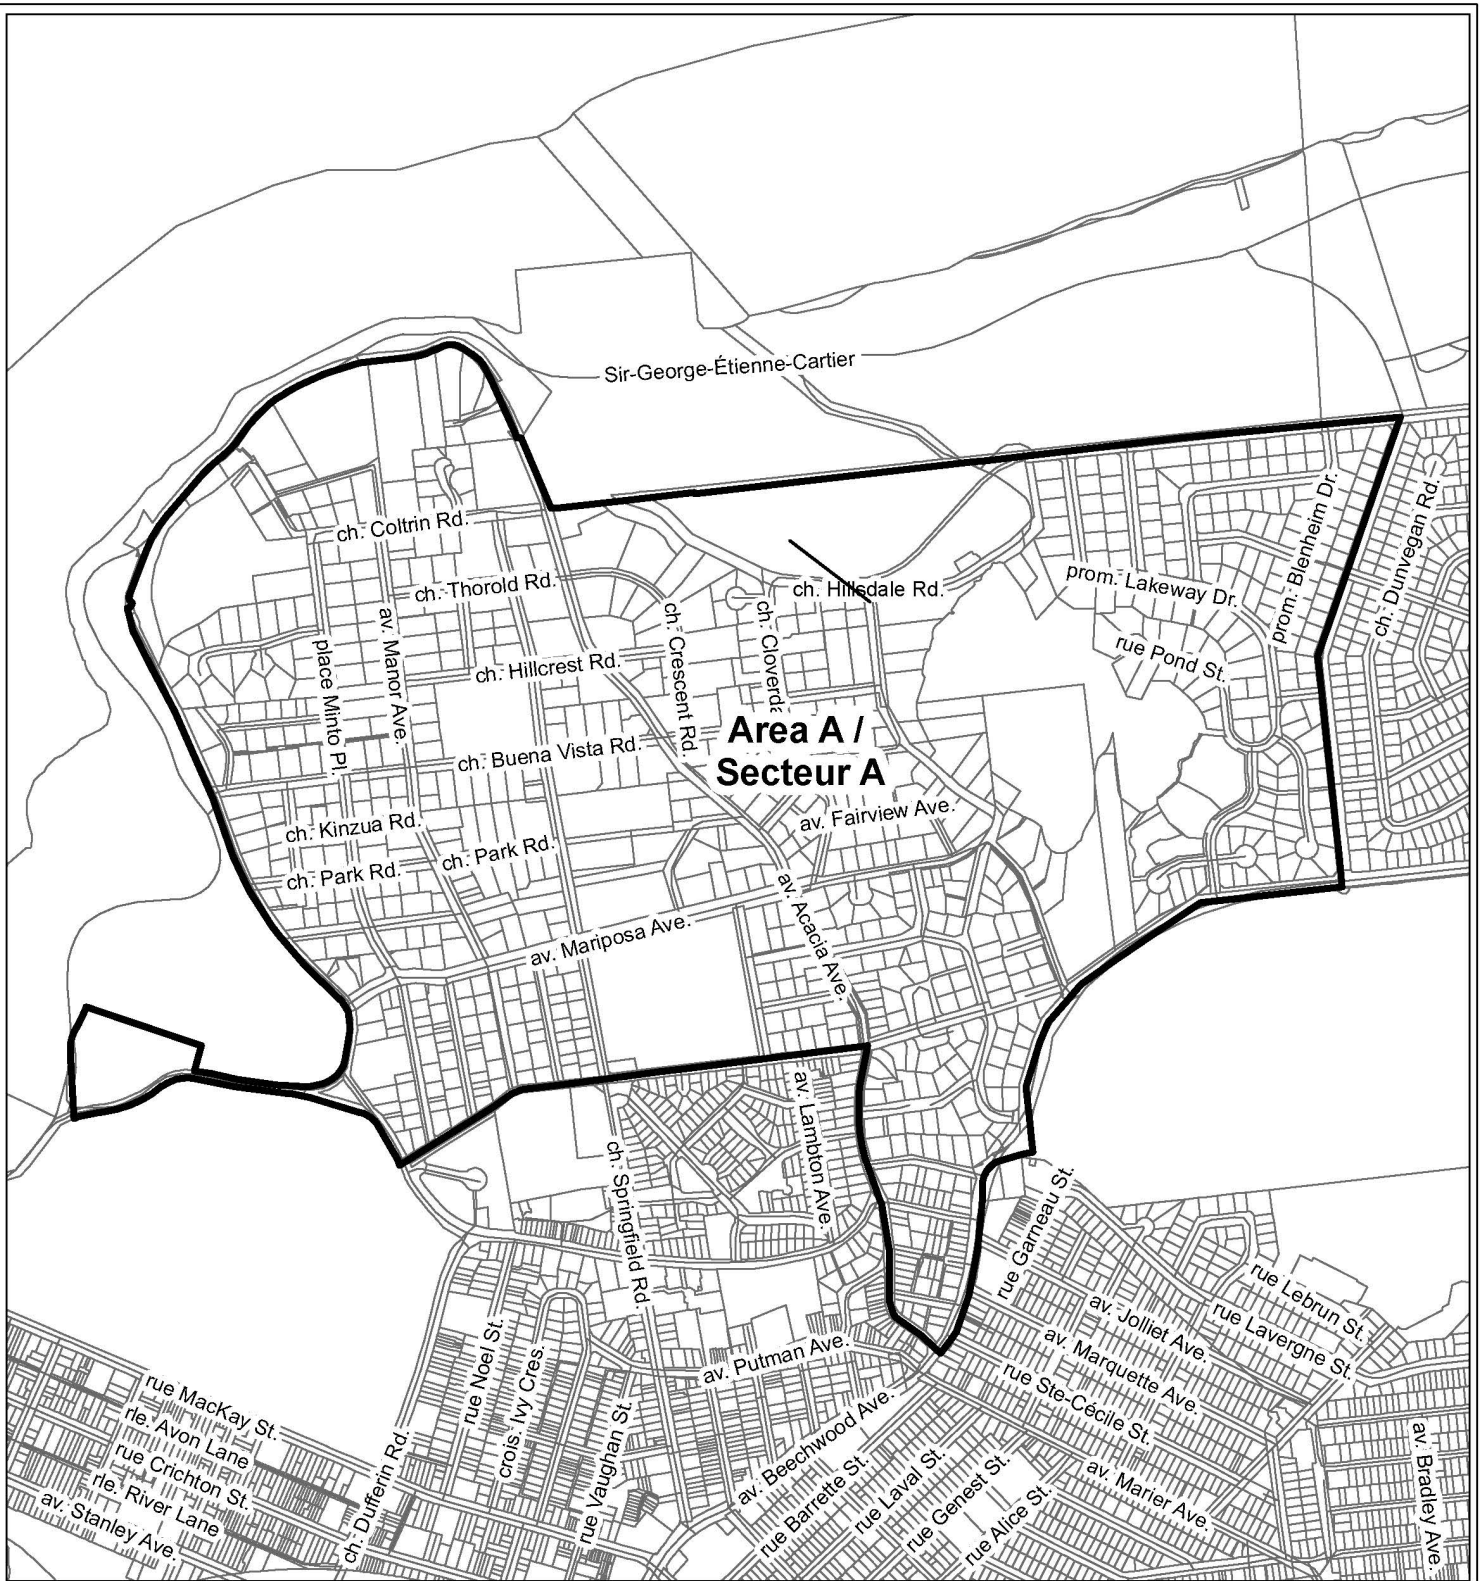 Sir-George-Étienne-Cartier
ch. Coltrin Rd.
ch. Thorold Rd.
ch. Hillsdale Rd.
prom. Lakeway Dr.
prom. Blenheim Dr.
ch. Dunvegan Rd.
rue Pond St.
place Minto Pl.
av. Manor Ave.
ch. Hillcrest Rd.
ch. Crescent Rd.
ch. Cloverda
Area A /
Secteur A
ch. Buena Vista Rd.
av. Fairview Ave.
ch. Kinzua Rd.
ch. Park Rd.
ch. Park Rd.
av. Acacia Ave.
av. Mariposa Ave.
av. Lambton Ave.
ch. Springfield Rd.
rue Garneau St.
rue Lebrun St.
rue Lavergne St.
av. Jolliet Ave.
av. Marquette Ave.
rue Ste-Cécile St.
av. Putman Ave.
rue Noel St.
crois. Ivy Cres.
rue Vaughan St.
av. Beechwood Ave.
rue Barrette St.
rue Laval St.
rue Genest St.
rue Alice St.
av. Marier Ave.
av. Bradley Ave.
rue MacKay St.
rle. Avon Lane
rue Crichton St.
rle. River Lane
av. Stanley Ave.
ch. Dufferin Rd.